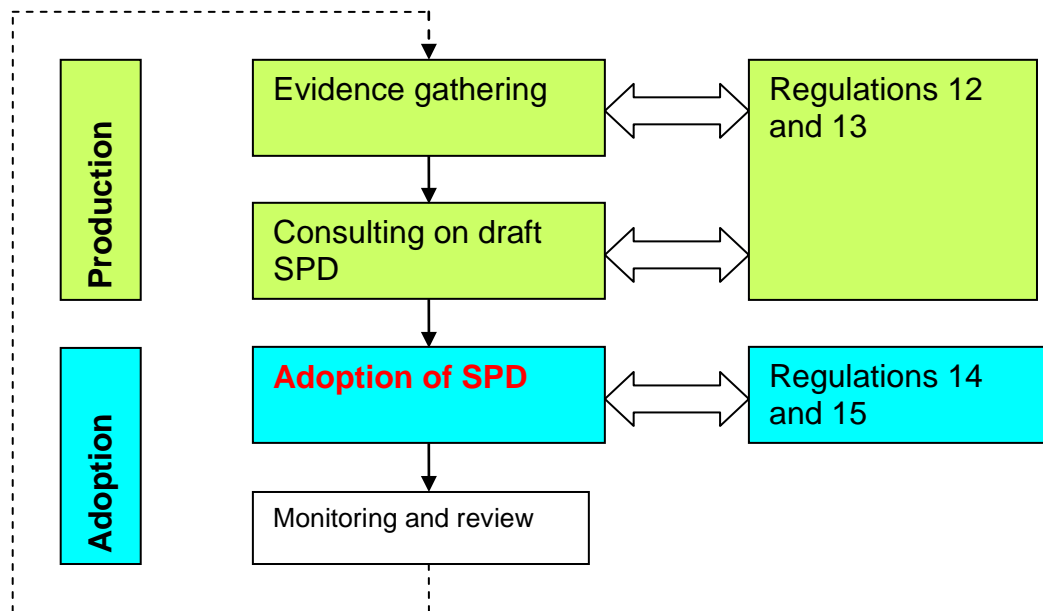 Production
Evidence gathering
Regulations 12
and 13
Consulting on draft
SPD
Adoption
Adoption of SPD
Regulations 14
and 15
Monitoring and review